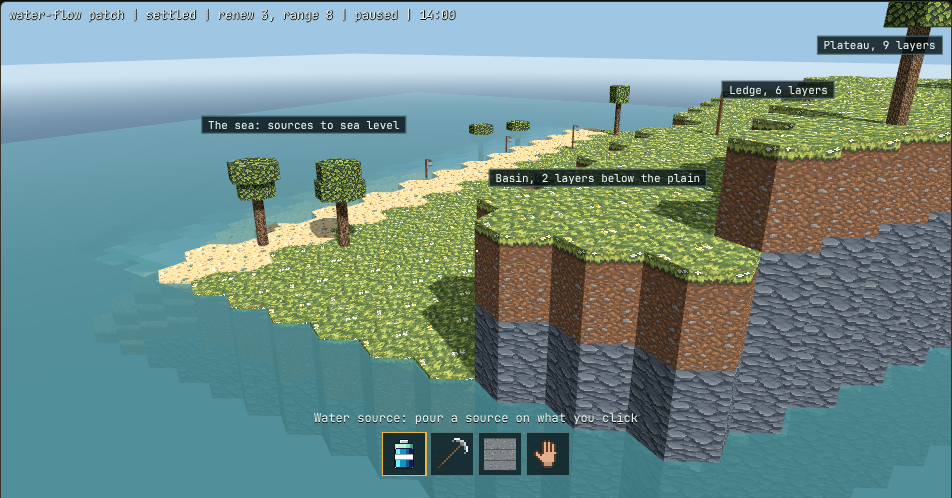 water-flow patch | settled | renew 3, range 8 | paused | 14:00
Plateau, 9 layers
Ledge, 6 layers
The sea: sources to sea level
Basin, 2 layers below the plain
Water source: pour a source on what you click